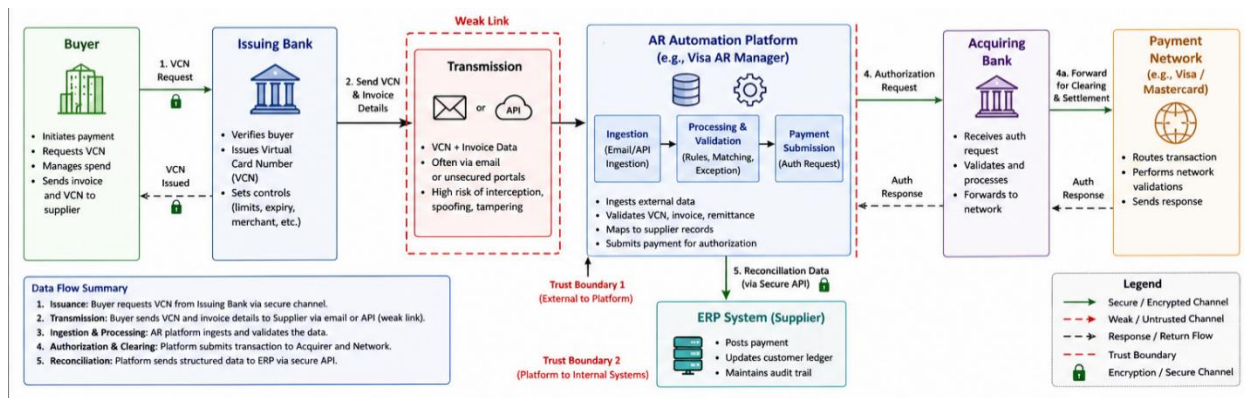 Weak Link
Buyer
• Initiates payment
• Requests VCN
• Manages spend
• Sends invoice
and VCN to
supplier
1. VCN
Request
VCN
Issued
Issuing Bank
• Verifies buyer
• Issues Virtual
Card Number
(VCN)
• Sets controls
(limits, expiry,
merchant, etc.)
2. Send VCN
& Invoice
Details
Transmission
or
API
• VCN + Invoice Data
• Often via email
or unsecured portals
• High risk of interception,
spoofing, tampering
AR Automation Platform
(e.g., Visa AR Manager)
Ingestion
(Email/API
Ingestion)
Processing &
Validation
(Rules, Matching,
Exception)
Payment
Submission
(Auth Request)
• Ingests external data
• Validates VCN, invoice, remittance
• Maps to supplier records
• Submits payment for authorization
4. Authorization
Request
Auth
Response
Acquiring
Bank
• Receives auth
request
• Validates and
processes
• Forwards to
network
4a. Forward
for Clearing
& Settlement
Auth
Response
Payment
Network
(e.g., Visa /
Mastercard)
• Routes transaction
• Performs network
validations
• Sends response
Data Flow Summary
1. Issuance: Buyer requests VCN from Issuing Bank via secure channel.
2. Transmission: Buyer sends VCN and invoice details to Supplier via email or API (weak link).
3. Ingestion & Processing: AR platform ingests and validates the data.
4. Authorization & Clearing: Platform submits transaction to Acquirer and Network.
5. Reconciliation: Platform sends structured data to ERP via secure API.
Trust Boundary 1
(External to Platform)
5. Reconciliation Data
(via Secure API)
Trust Boundary 2
(Platform to Internal Systems)
ERP System (Supplier)
• Posts payment
• Updates customer ledger
• Maintains audit trail
Legend
Secure / Encrypted Channel
Weak / Untrusted Channel
Response / Return Flow
Trust Boundary
Encryption / Secure Channel